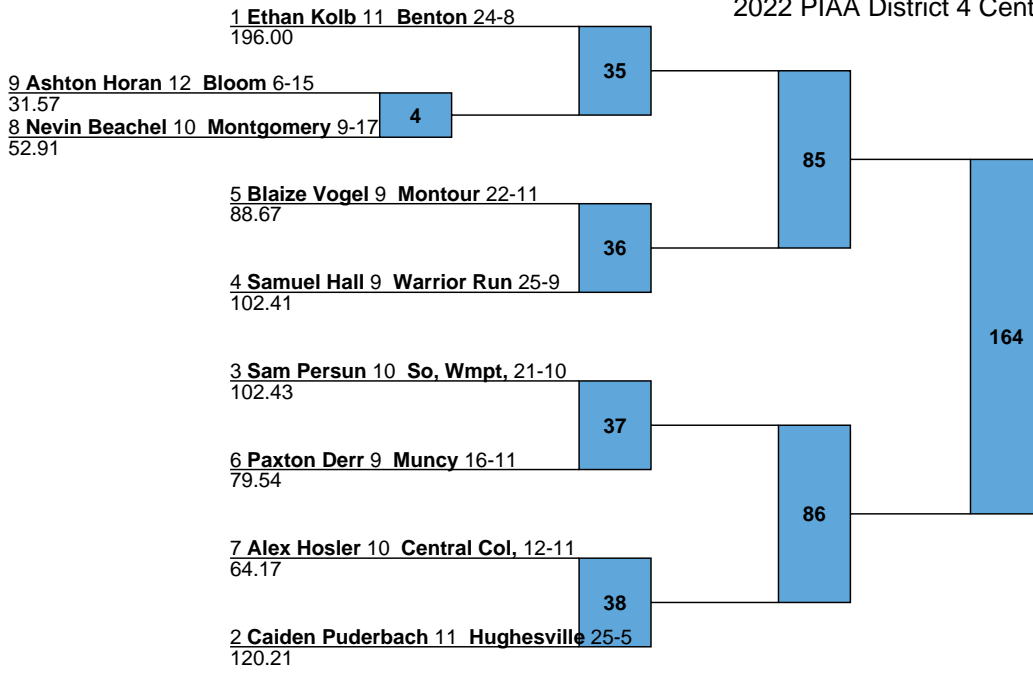 2022 PIAA District 4 Cent
1 Ethan Kolb 11 Benton 24-8
196.00
35
9 Ashton Horan 12 Bloom 6-15
31.57
4
8 Nevin Beachel 10 Montgomery 9-17
52.91
85
5 Blaize Vogel 9 Montour 22-11
88.67
36
4 Samuel Hall 9 Warrior Run 25-9
102.41
164
3 Sam Persun 10 So, Wmpt, 21-10
102.43
37
6 Paxton Derr 9 Muncy 16-11
79.54
86
7 Alex Hosler 10 Central Col, 12-11
64.17
38
2 Caiden Puderbach 11 Hughesville 25-5
120.21